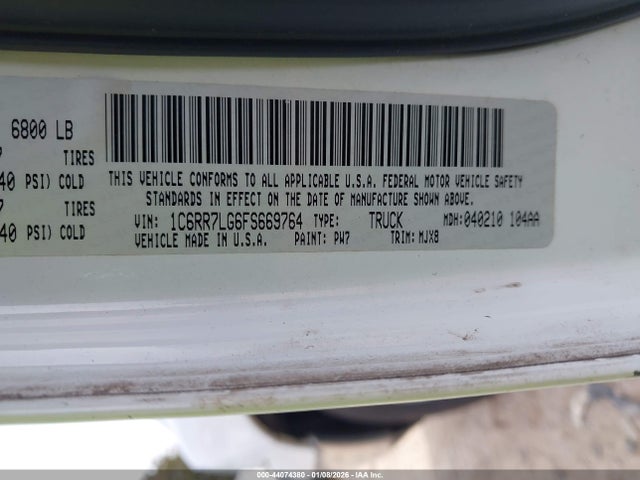 6800 LB
7 TIRES
40 PSI) COLD
7 TIRES
40 PSI) COLD
THIS VEHICLE CONFORMS TO ALL APPLICABLE U.S.A. FEDERAL MOTOR VEHICLE SAFETY
STANDARDS IN EFFECT ON THE DATE OF MANUFACTURE SHOWN ABOVE.
VIN: 1C6RR7LG6FS669764 TYPE: TRUCK MDH: 040210 104AA
VEHICLE MADE IN U.S.A. PAINT: PW7 TRIM: MJX8
000-44074380 - 01/08/2026 - IAA Inc.